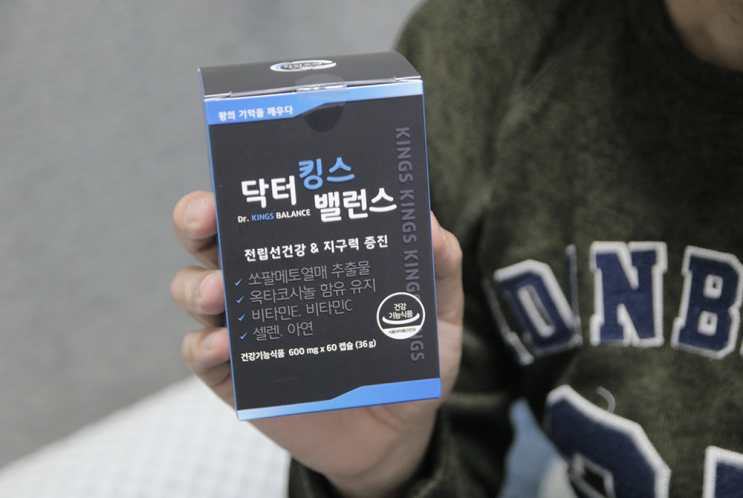 왕의 기억을 깨우다
닥터킹스
Dr. KINGS BALANCE 밸런스
전립선건강 & 지구력 증진
✓ 쏘팔메토열매 추출물
✓ 옥타코사놀 함유 유지
✓ 비타민E, 비타민C
✓ 셀렌, 아연
건강기능식품 600 mg x 60 캡슐 (36 g)
건강
기능식품
KINGS KINGS KING
NGS
DNB